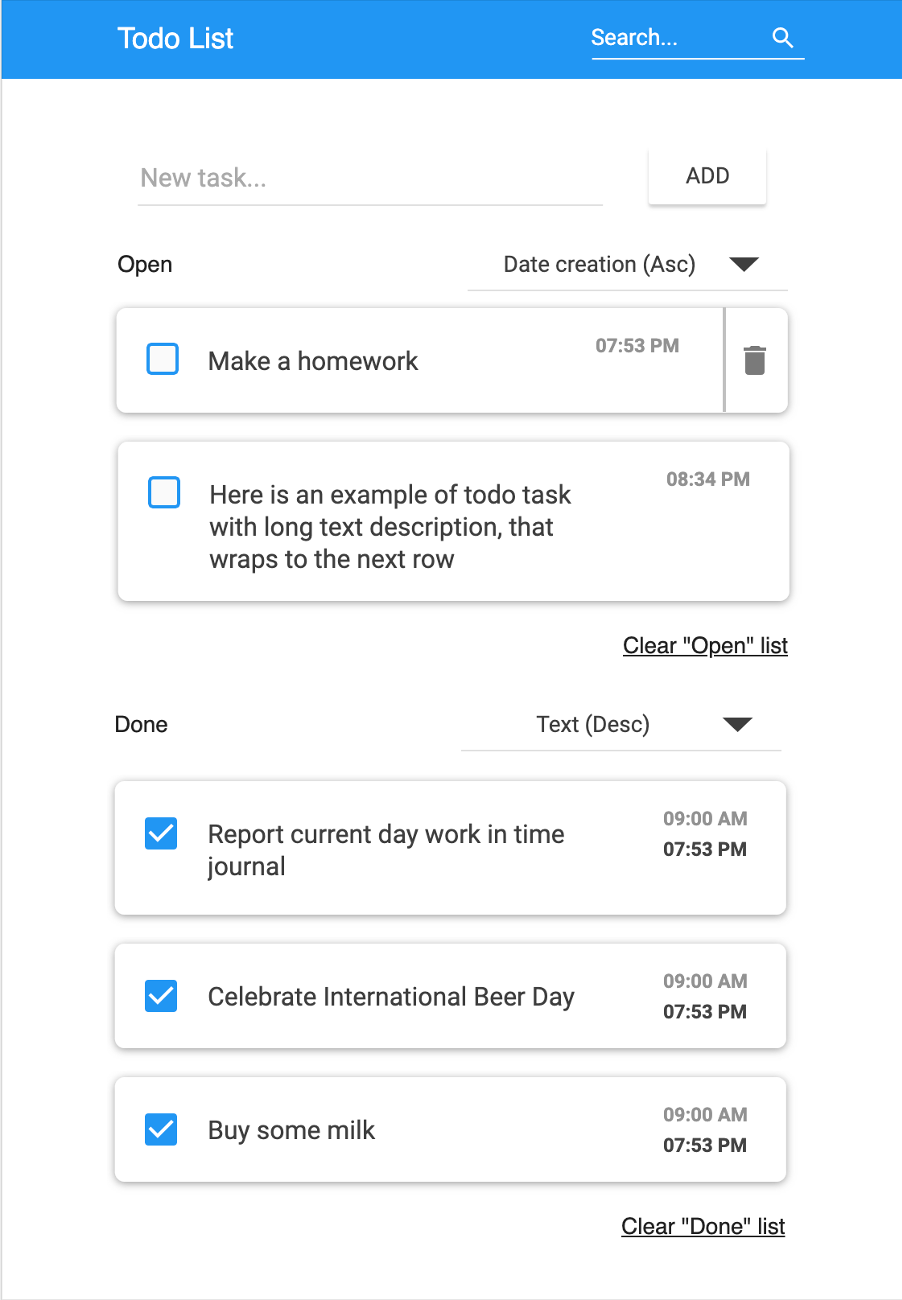 Todo List
Search...
New task...
ADD
Open
Date creation (Asc)
Make a homework
07:53 PM
Here is an example of todo task
with long text description, that
wraps to the next row
08:34 PM
Clear "Open" list
Done
Text (Desc)
Report current day work in time
journal
09:00 AM
07:53 PM
Celebrate International Beer Day
09:00 AM
07:53 PM
Buy some milk
09:00 AM
07:53 PM
Clear "Done" list